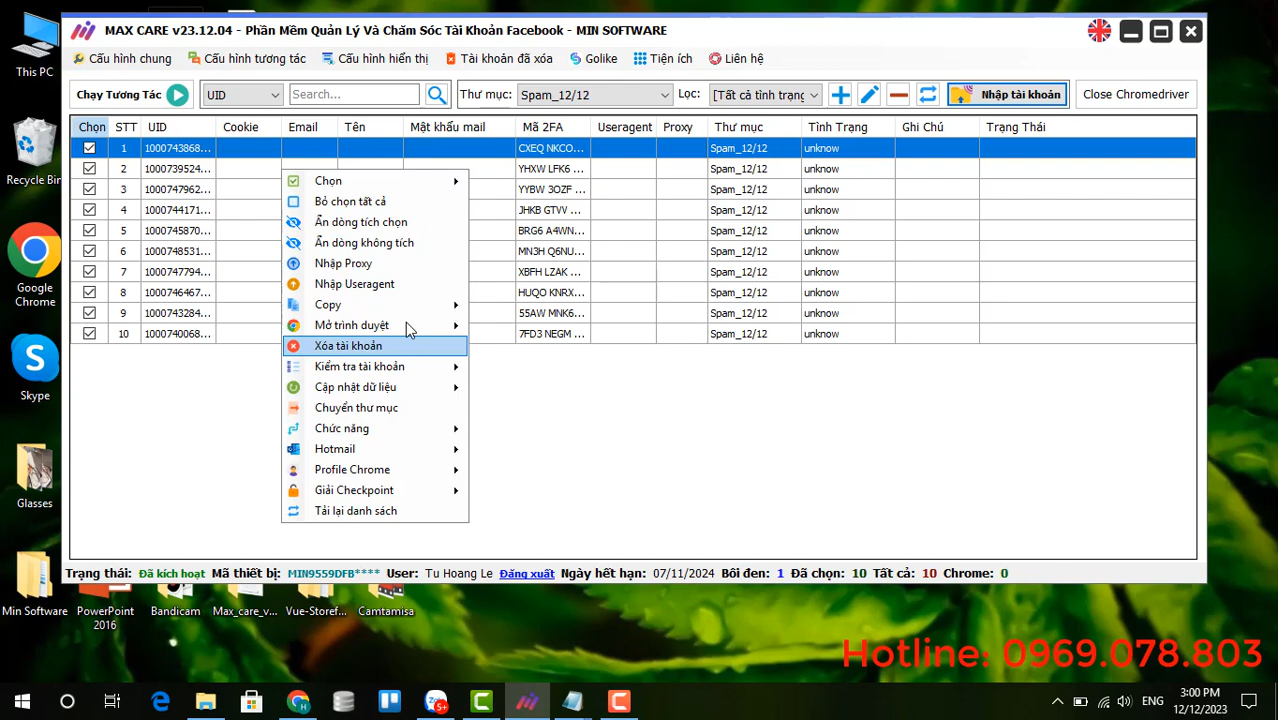 This PC
Recycle Bin
Google Chrome
Skype
Glasses
Min Software
PowerPoint 2016
Bandicam
Max_care_v...
Vue-Storef...
Camtamisa
MAX CARE v23.12.04 - Phần Mềm Quản Lý Và Chăm Sóc Tài Khoản Facebook - MIN SOFTWARE
Cấu hình chung Cấu hình tương tác Cấu hình hiển thị Tài khoản đã xóa Golike Tiện ích Liên hệ
Chạy Tương Tác UID Search... Thư mục: Spam_12/12 Lọc: [Tất cả tình trạng Nhập tài khoản Close Chromedriver
Chọn STT UID Cookie Email Tên Mật khẩu mail Mã 2FA Useragent Proxy Thư mục Tình Trạng Ghi Chú Trạng Thái
1 1000743868... CXEQ NKCO... Spam_12/12 unknow
2 1000739524... YHXW LFK6 ... Spam_12/12 unknow
3 1000747962... YYBW 3OZF ... Spam_12/12 unknow
4 1000744171... JHKB GTVV ... Spam_12/12 unknow
5 1000745870... BRG6 A4WN... Spam_12/12 unknow
6 1000748531... MN3H Q6NU... Spam_12/12 unknow
7 1000747794... XBFH LZAK ... Spam_12/12 unknow
8 1000746467... HUQO KNRX... Spam_12/12 unknow
9 1000743284... 55AW MNK6... Spam_12/12 unknow
10 1000740068... 7FD3 NEGM ... Spam_12/12 unknow
Chọn
Bỏ chọn tất cả
Ẩn dòng tích chọn
Ẩn dòng không tích
Nhập Proxy
Nhập Useragent
Copy
Mở trình duyệt
Xóa tài khoản
Kiểm tra tài khoản
Cập nhật dữ liệu
Chuyển thư mục
Chức năng
Hotmail
Profile Chrome
Giải Checkpoint
Tải lại danh sách
Trạng thái: Đã kích hoạt Mã thiết bị: MIN9559DFB**** User: Tu Hoang Le Đăng xuất Ngày hết hạn: 07/11/2024 Bôi đen: 1 Đã chọn: 10 Tất cả: 10 Chrome: 0
Hotline: 0969.078.803
5+
ENG
3:00 PM
12/12/2023